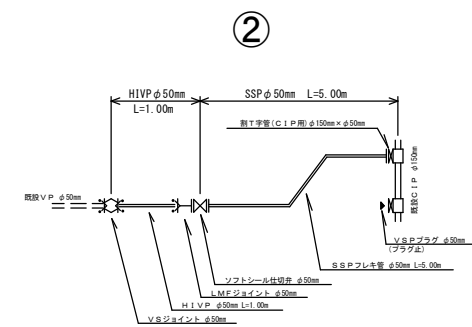 ②
HIVPφ50mm
L=1.00m
SSPφ50mm L=5.00m
割T字管(CIP用)φ150mm×φ50mm
既設CIP φ150mm
既設VP φ50mm
VSPプラグ φ50mm
(プラグ止)
SSPフレキ管 φ50mm L=5.00m
ソフトシール仕切弁 φ50mm
LMFジョイント φ50mm
HIVP φ50mm L=1.00m
VSジョイント φ50mm